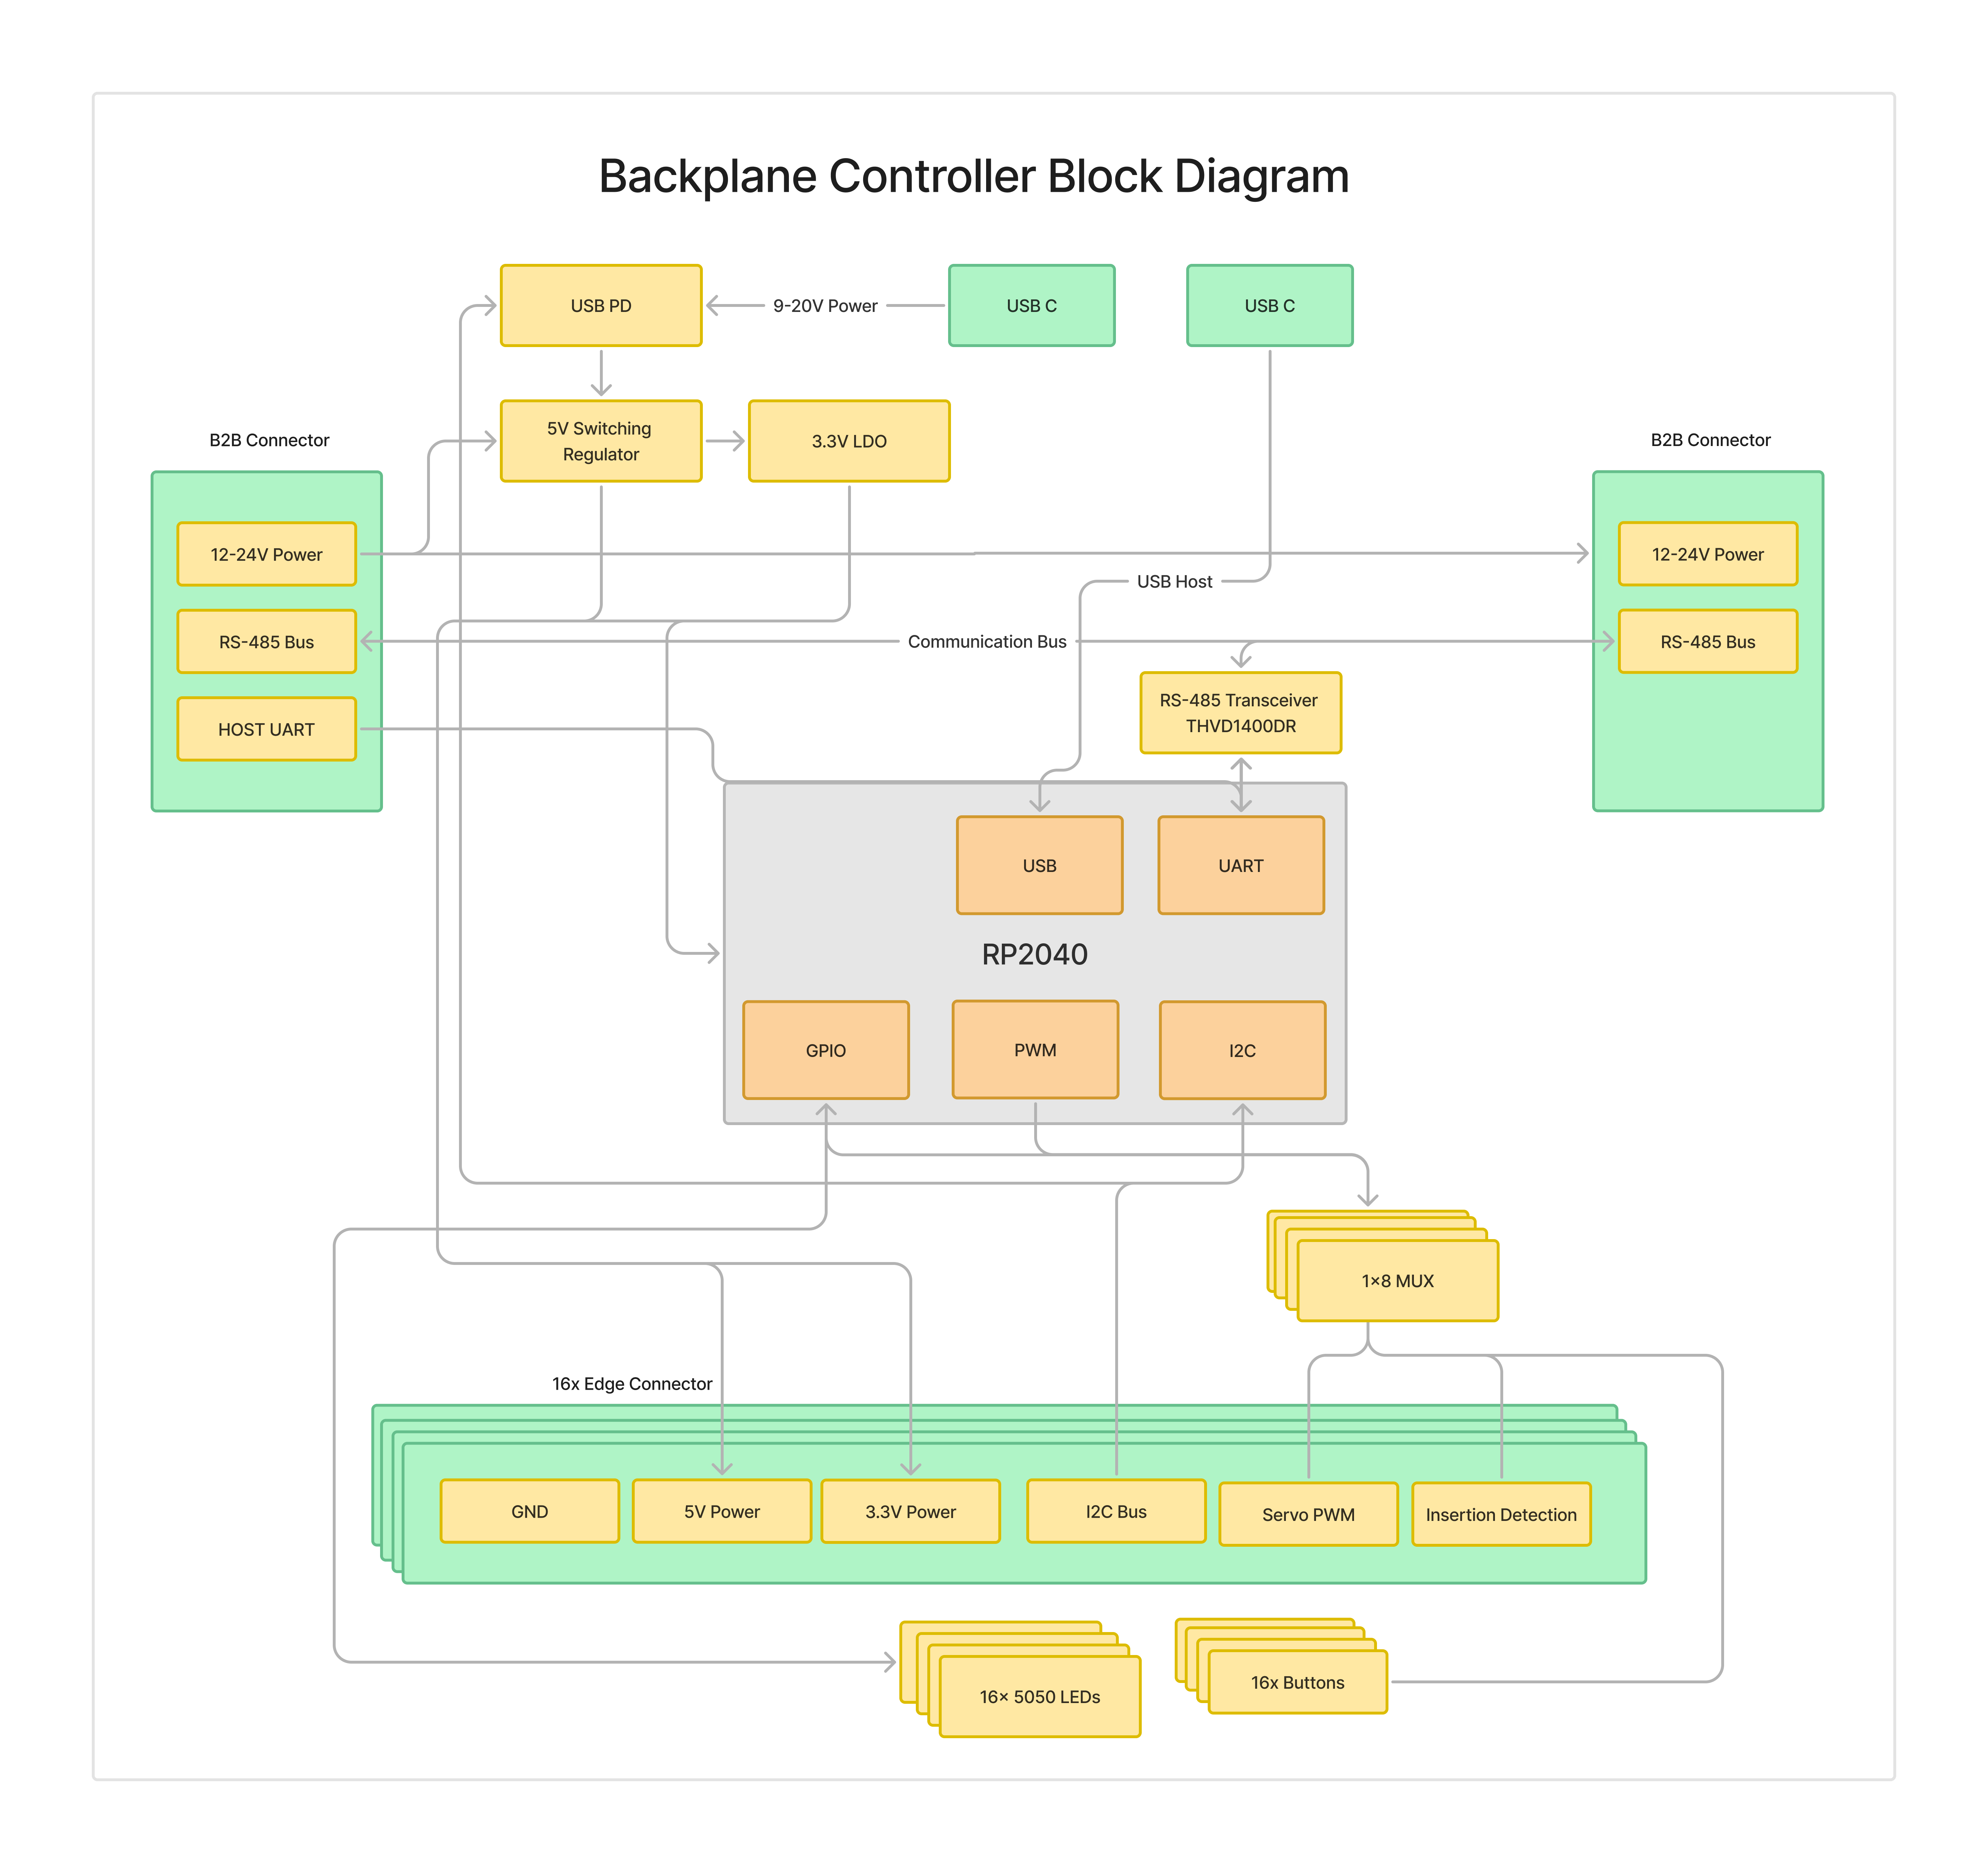 Backplane Controller Block Diagram
USB PD
9-20V Power
USB C
USB C
5V Switching
Regulator
3.3V LDO
B2B Connector
B2B Connector
12-24V Power
12-24V Power
USB Host
RS-485 Bus
Communication Bus
RS-485 Bus
RS-485 Transceiver
THVD1400DR
HOST UART
USB
UART
RP2040
GPIO
PWM
I2C
1×8 MUX
16x Edge Connector
GND
5V Power
3.3V Power
I2C Bus
Servo PWM
Insertion Detection
16× 5050 LEDs
16x Buttons